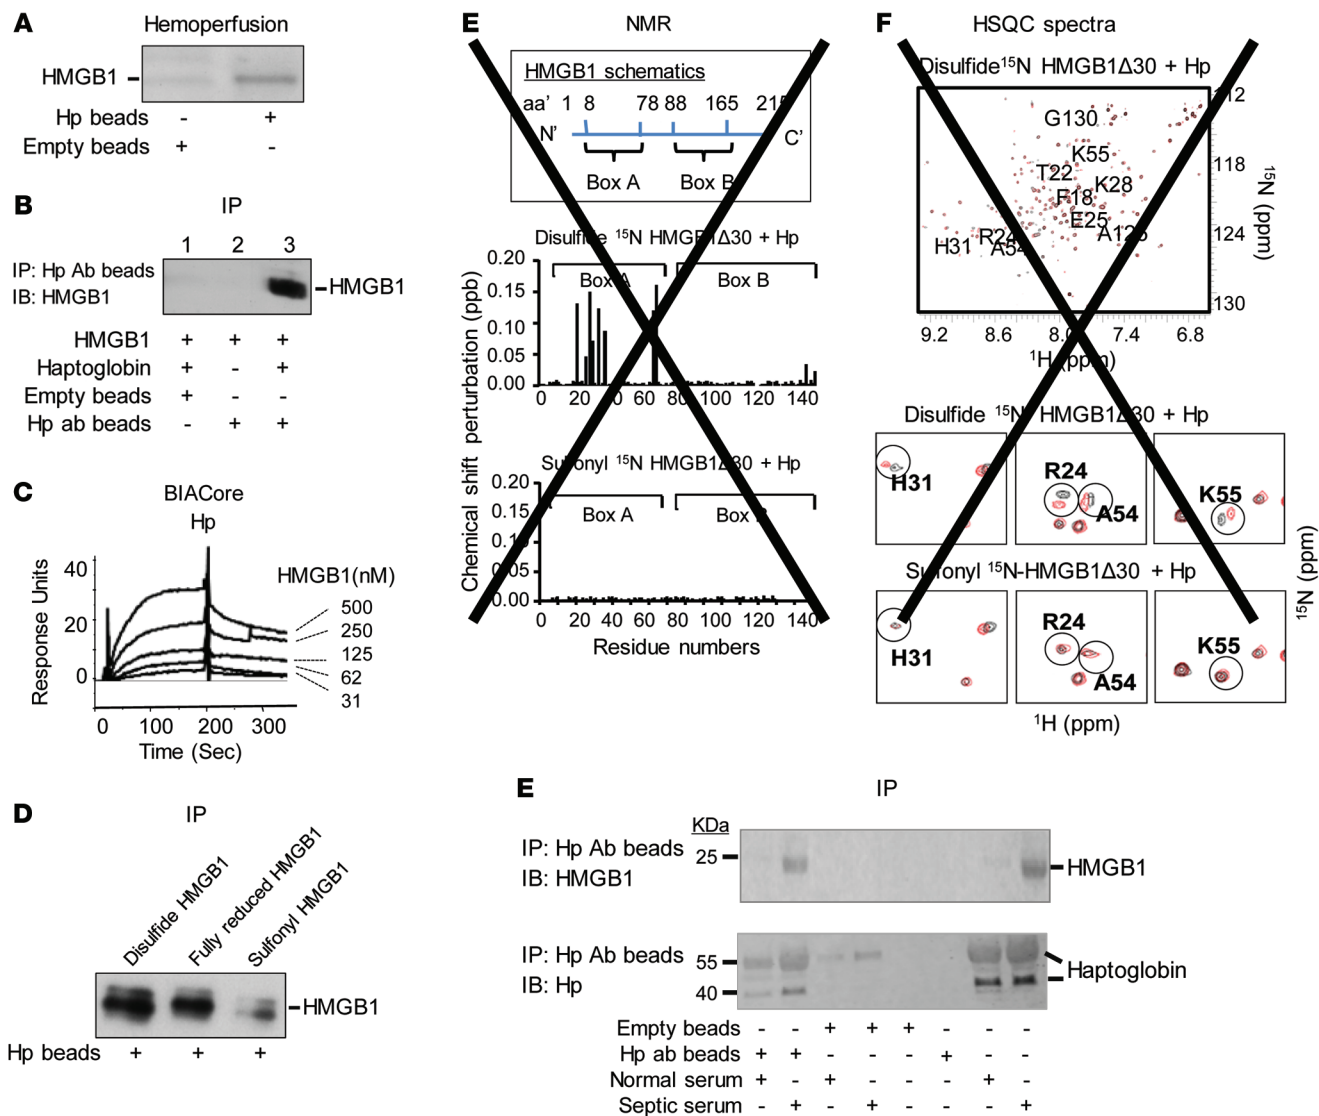 A
Hemoperfusion
HMGB1
Hp beads - +
Empty beads + -
B
IP
1 2 3
IP: Hp Ab beads
IB: HMGB1
HMGB1
HMGB1 + + +
Haptoglobin + - +
Empty beads + - -
Hp ab beads - + +
C
BIACore
Hp
Response Units
40
20
0
HMGB1(nM)
500
250
125
62
31
0 100 200 300
Time (Sec)
D
IP
Disulfide HMGB1
Fully reduced HMGB1
Sulfonyl HMGB1
HMGB1
Hp beads + + +
E
NMR
HMGB1 schematics
aa' 1 8 78 88 165 215
N' C'
Box A Box B
Disulfide 15N HMGB1Δ30 + Hp
Chemical shift perturbation (ppb)
0.20
0.15
0.10
0.05
0.00
Box A Box B
0 20 40 60 80 100 120 140
Sulfonyl 15N HMGB1Δ30 + Hp
0.20
0.15
0.10
0.05
0.00
Box A Box B
0 20 40 60 80 100 120 140
Residue numbers
F
HSQC spectra
Disulfide15N HMGB1Δ30 + Hp
G130
K55
T22
K28
F18
E25
R24
H31
A54
112
118
124
130
15N (ppm)
9.2 8.6 8.0 7.4 6.8
1H (ppm)
Disulfide 15N HMGB1Δ30 + Hp
H31
R24
A54
K55
Sulfonyl 15N-HMGB1Δ30 + Hp
H31
R24
A54
K55
15N (ppm)
1H (ppm)
E
IP
KDa
IP: Hp Ab beads
IB: HMGB1
25
HMGB1
IP: Hp Ab beads
IB: Hp
55
40
Haptoglobin
Empty beads - - + + + - - -
Hp ab beads + + - - - + - -
Normal serum + - + - - - + -
Septic serum - + - + - - - +